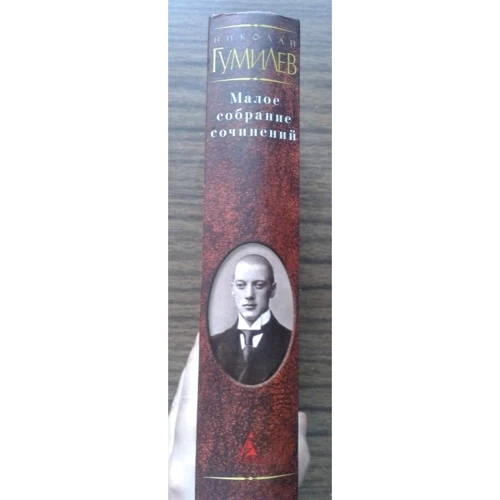 НИКОЛАЙ
ГУМИЛЕВ
Малое
собрание
сочинений